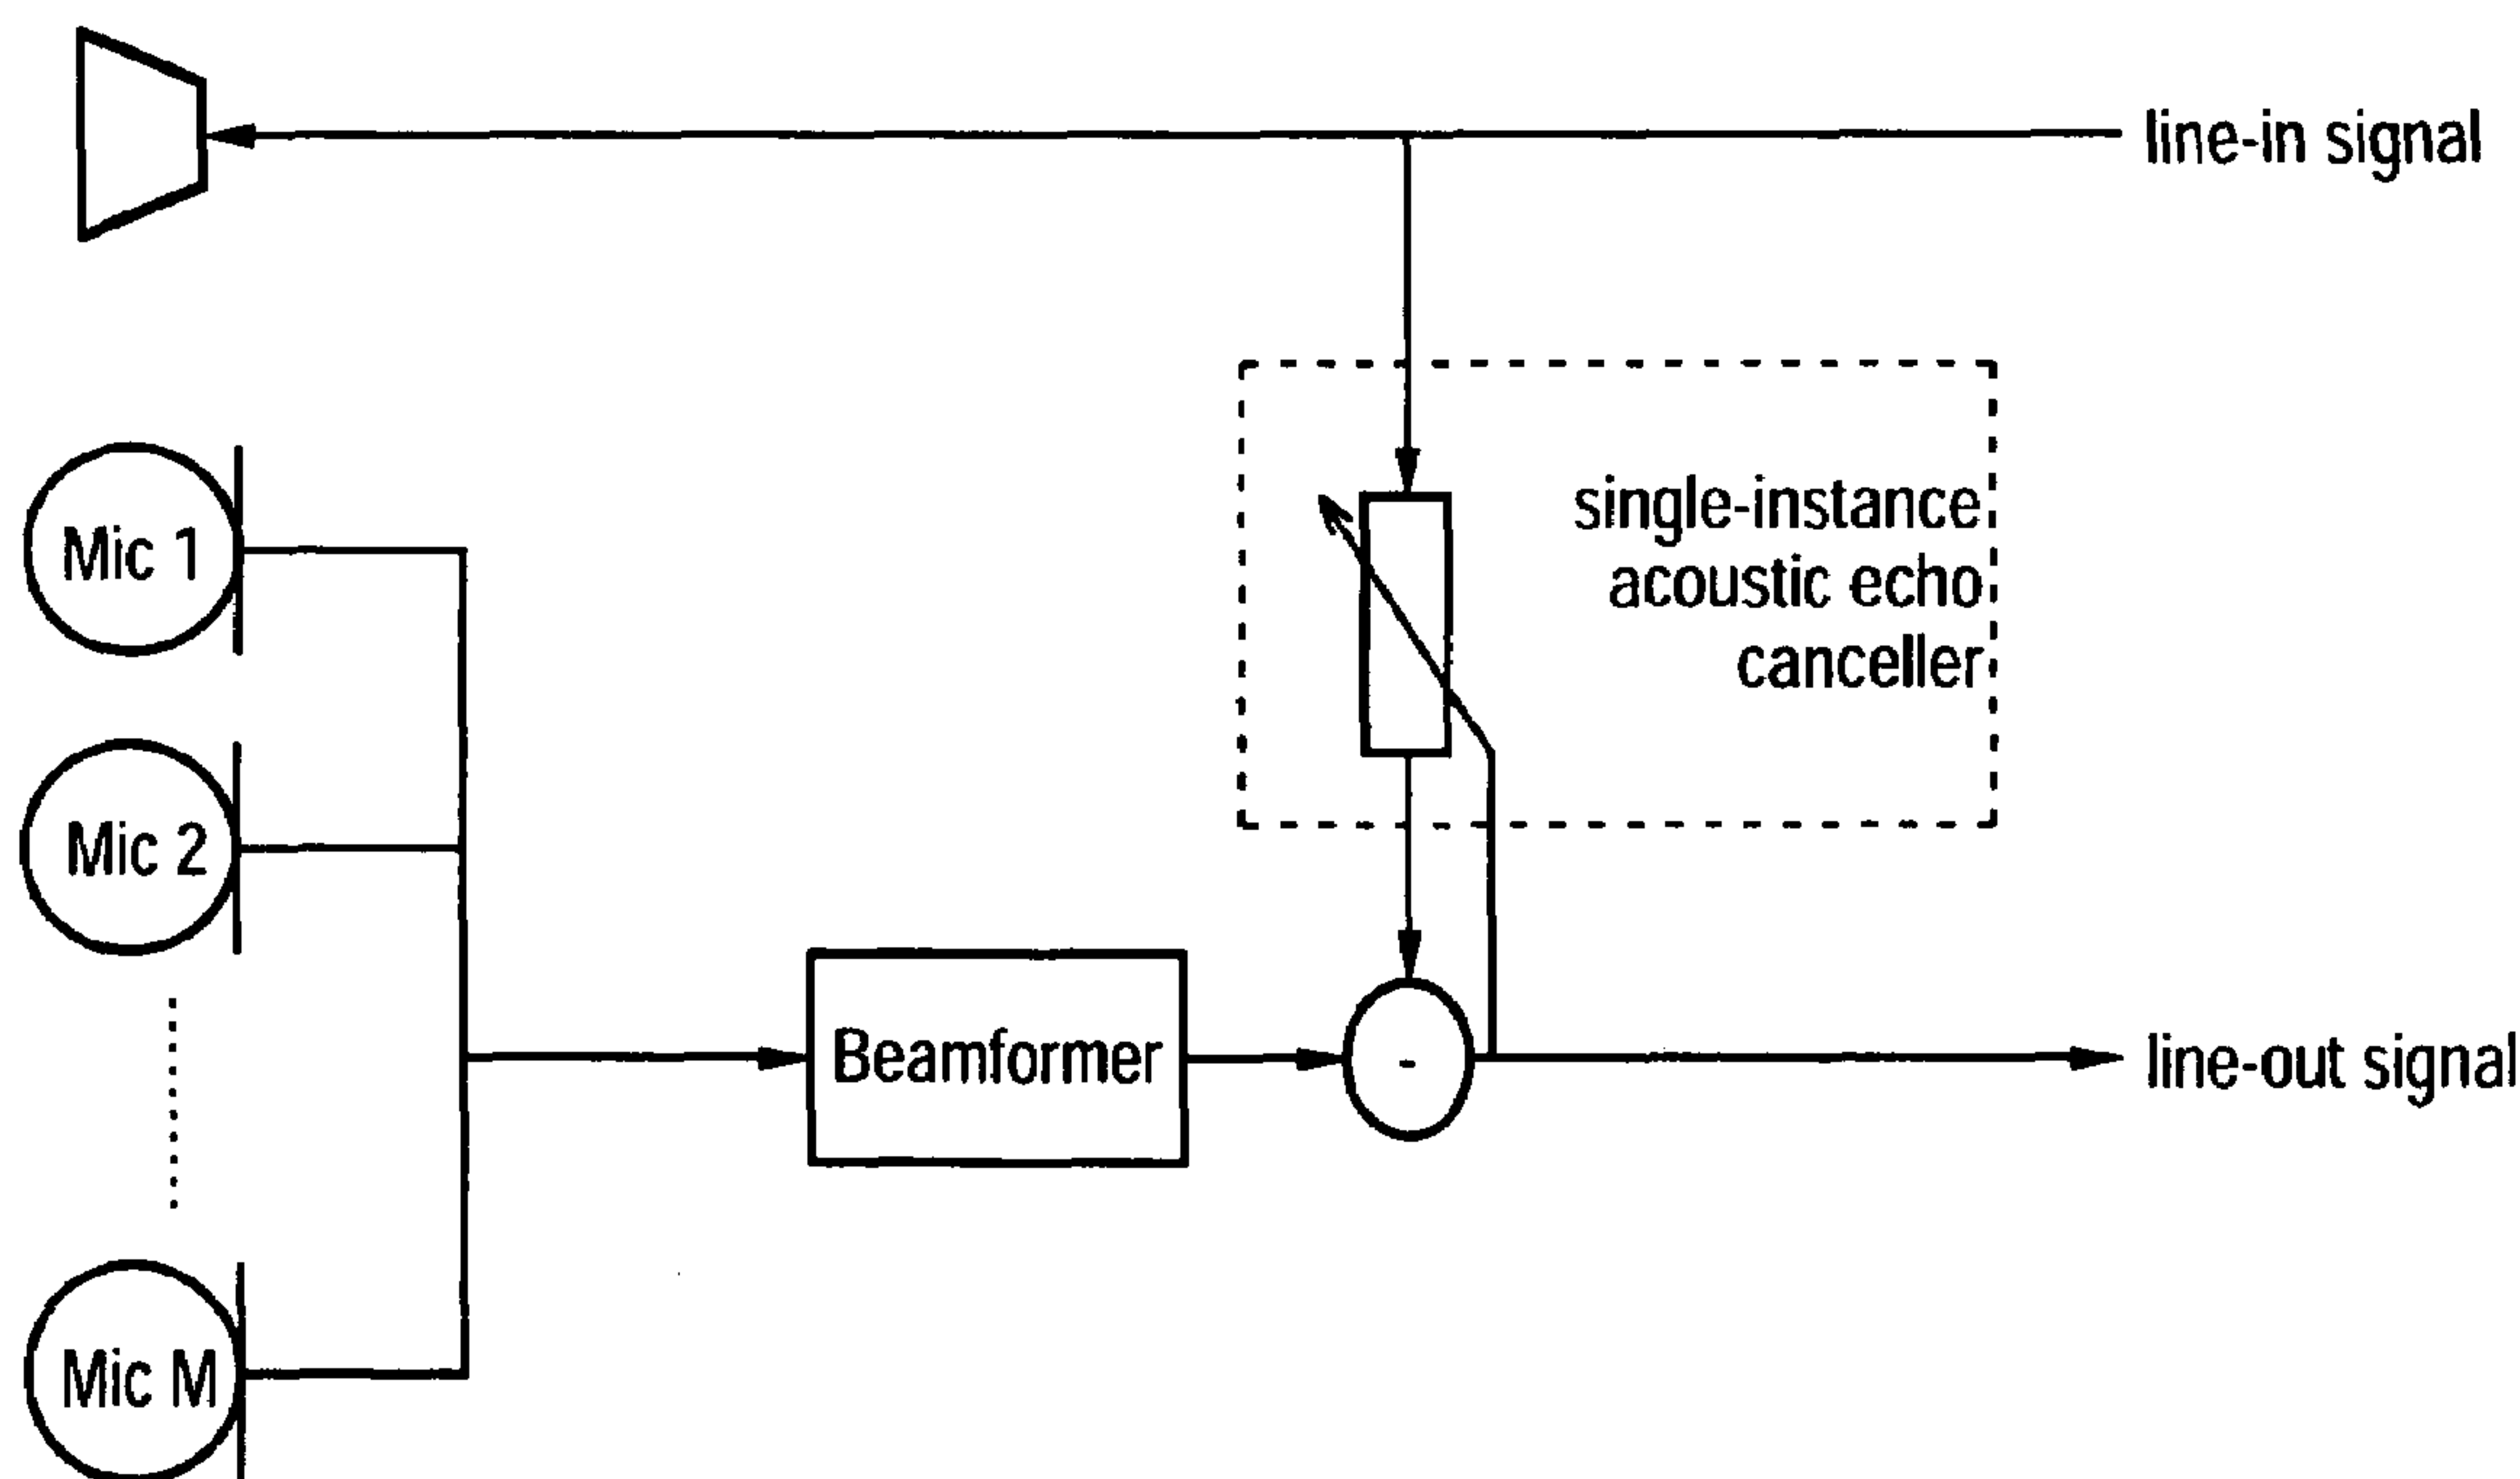 line-in signal
Mic 1
single-instance
acoustic echo
canceller
Mic 2
Beamformer
-
line-out signal
Mic M